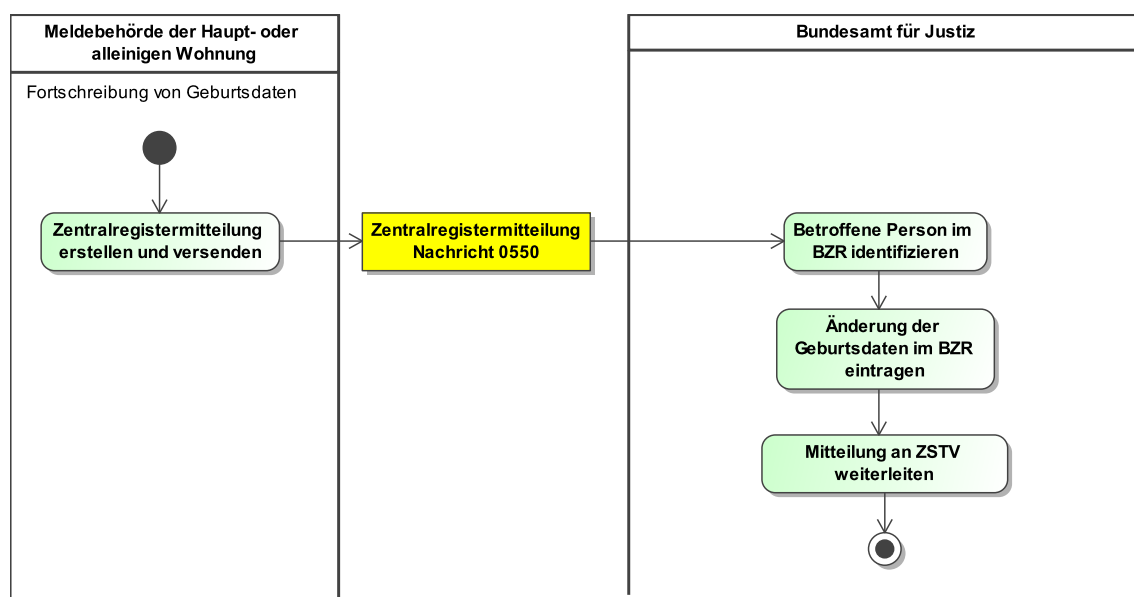 Meldebehörde der Haupt- oder
alleinigen Wohnung
Bundesamt für Justiz
Fortschreibung von Geburtsdaten
Zentralregistermitteilung
erstellen und versenden
Zentralregistermitteilung
Nachricht 0550
Betroffene Person im
BZR identifizieren
Änderung der
Geburtsdaten im BZR
eintragen
Mitteilung an ZSTV
weiterleiten